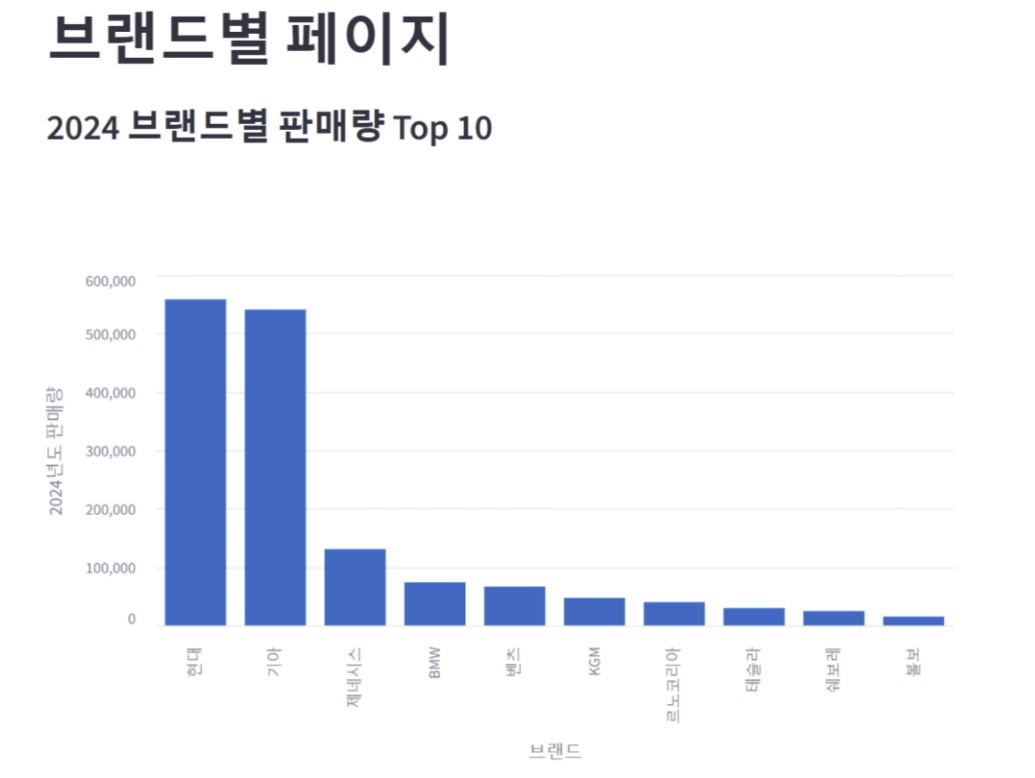 브랜드별 페이지
2024 브랜드별 판매량 Top 10
600,000
500,000
400,000
300,000
200,000
100,000
0
2024년도 판매량
현대
기아
제네시스
BMW
벤츠
KGM
르노코리아
테슬라
쉐보레
볼보
브랜드